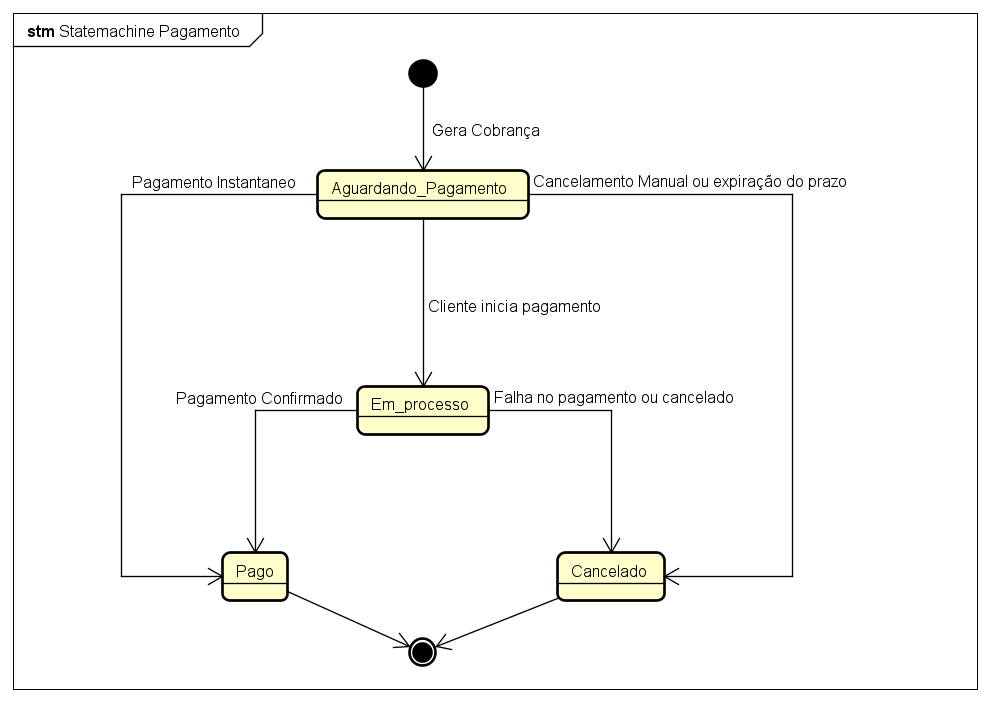 stm Statemachine Pagamento
Gera Cobrança
Pagamento Instantaneo
Aguardando_Pagamento
Cancelamento Manual ou expiração do prazo
Cliente inicia pagamento
Pagamento Confirmado
Em_processo
Falha no pagamento ou cancelado
Pago
Cancelado